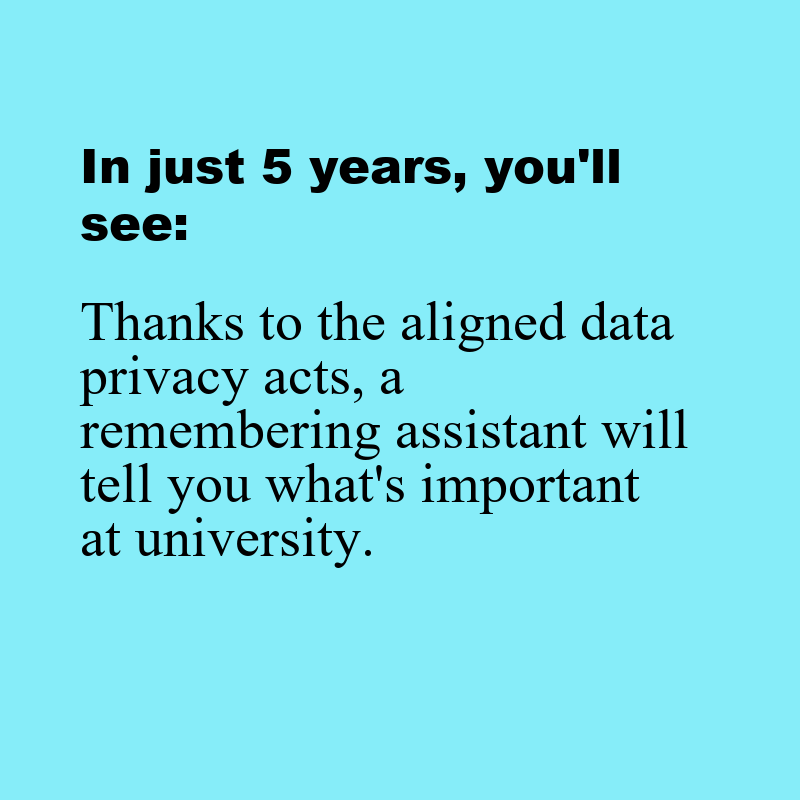 In just 5 years, you'll
see:
Thanks to the aligned data
privacy acts, a
remembering assistant will
tell you what's important
at university.